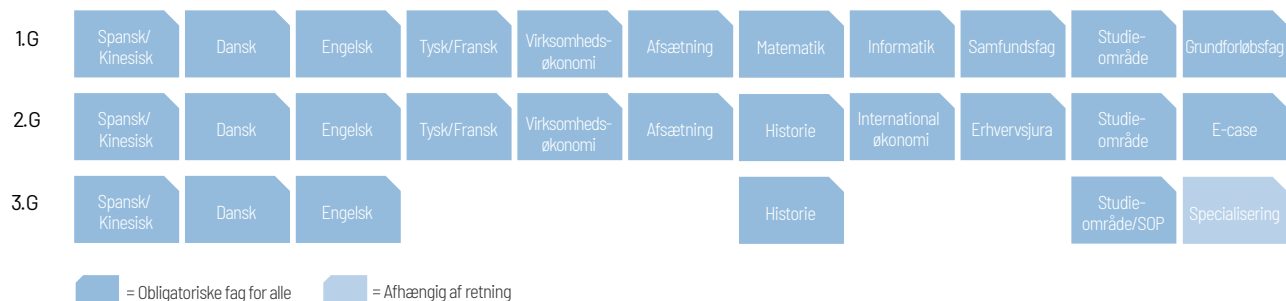 1.G
Spansk/
Kinesisk
Dansk
Engelsk
Tysk/Fransk
Virksomheds-
økonomi
Afsætning
Matematik
Informatik
Samfundsfag
Studie-
område
Grundforløbsfag
2.G
Spansk/
Kinesisk
Dansk
Engelsk
Tysk/Fransk
Virksomheds-
økonomi
Afsætning
Historie
International
økonomi
Erhvervsjura
Studie-
område
E-case
3.G
Spansk/
Kinesisk
Dansk
Engelsk
Historie
Studie-
område/SOP
Specialisering
= Obligatoriske fag for alle
= Afhængig af retning